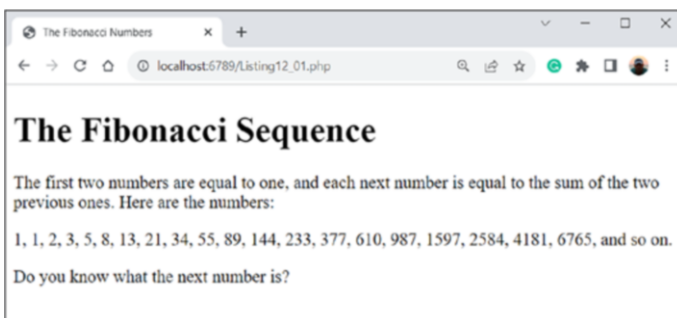 The Fibonacci Numbers
localhost:6789/Listing12_01.php
The Fibonacci Sequence
The first two numbers are equal to one, and each next number is equal to the sum of the two
previous ones. Here are the numbers:
1, 1, 2, 3, 5, 8, 13, 21, 34, 55, 89, 144, 233, 377, 610, 987, 1597, 2584, 4181, 6765, and so on.
Do you know what the next number is?